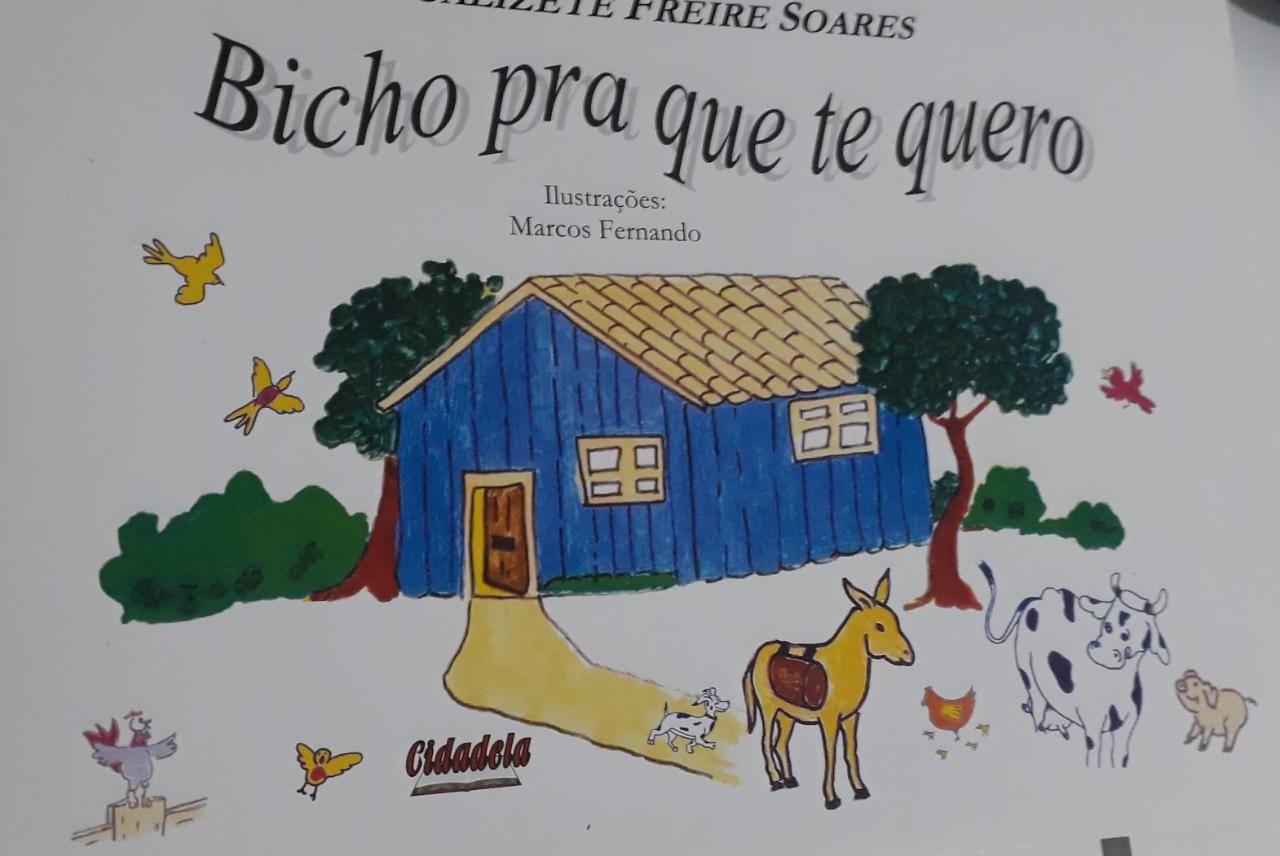 FREIRE SOARES
Bicho pra que te quero
Ilustrações:
Marcos Fernando
Cidadela